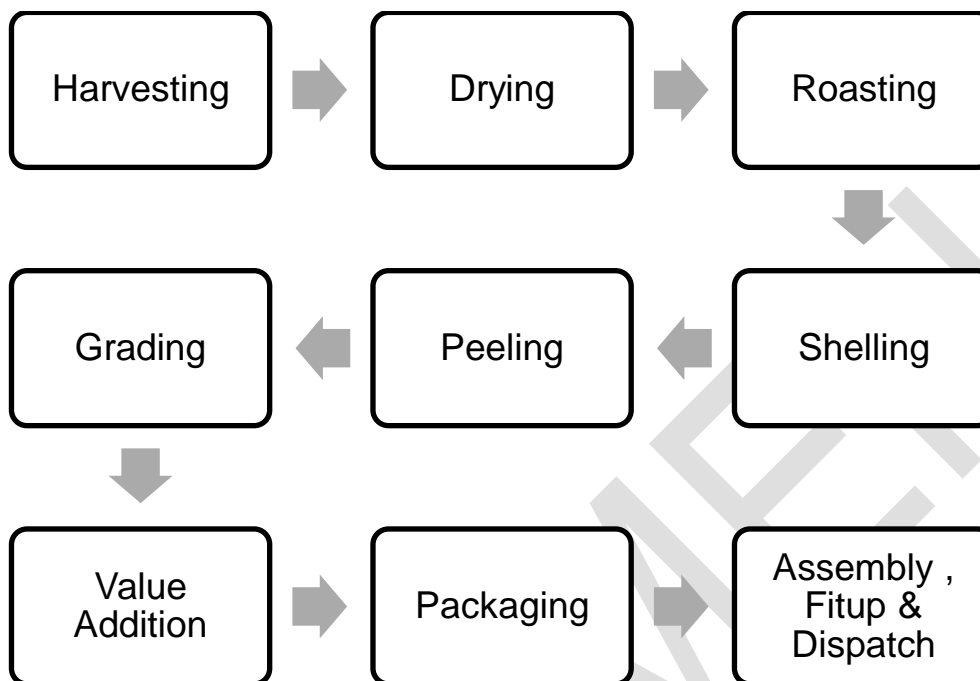 Harvesting
Drying
Roasting
Shelling
Peeling
Grading
Value
Addition
Packaging
Assembly ,
Fitup &
Dispatch